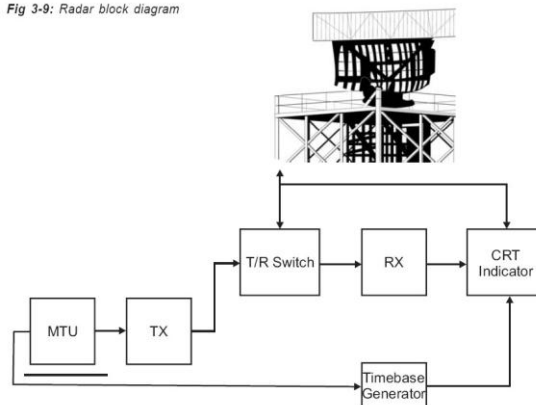 Fig 3-9: Radar block diagram
T/R Switch
RX
CRT
Indicator
MTU
TX
Timebase
Generator